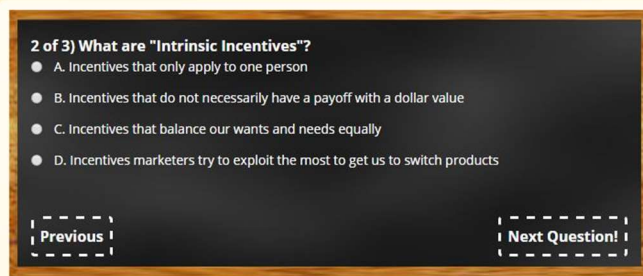 2 of 3) What are "Intrinsic Incentives"?
A. Incentives that only apply to one person
B. Incentives that do not necessarily have a payoff with a dollar value
C. Incentives that balance our wants and needs equally
D. Incentives marketers try to exploit the most to get us to switch products
Previous
Next Question!